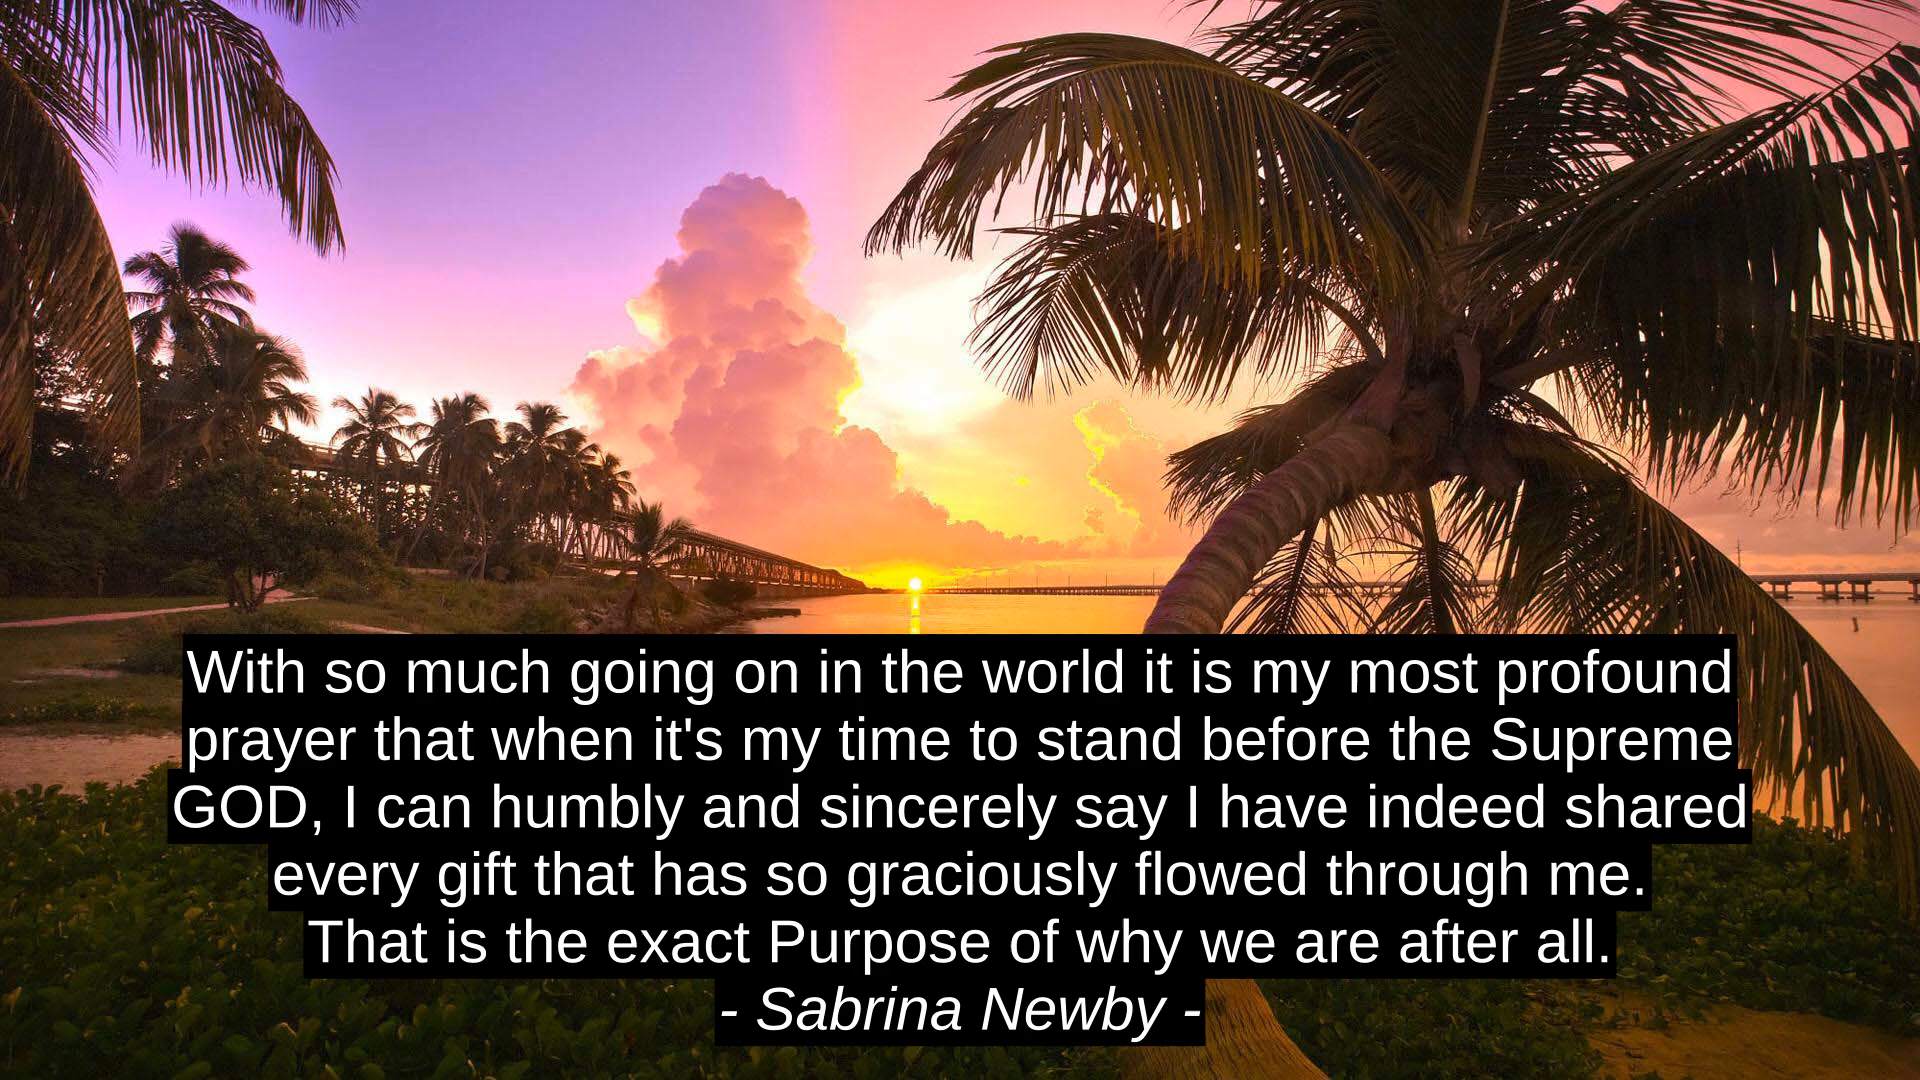 With so much going on in the world it is my most profound
prayer that when it's my time to stand before the Supreme
GOD, I can humbly and sincerely say I have indeed shared
every gift that has so graciously flowed through me.
That is the exact Purpose of why we are after all.
- Sabrina Newby -